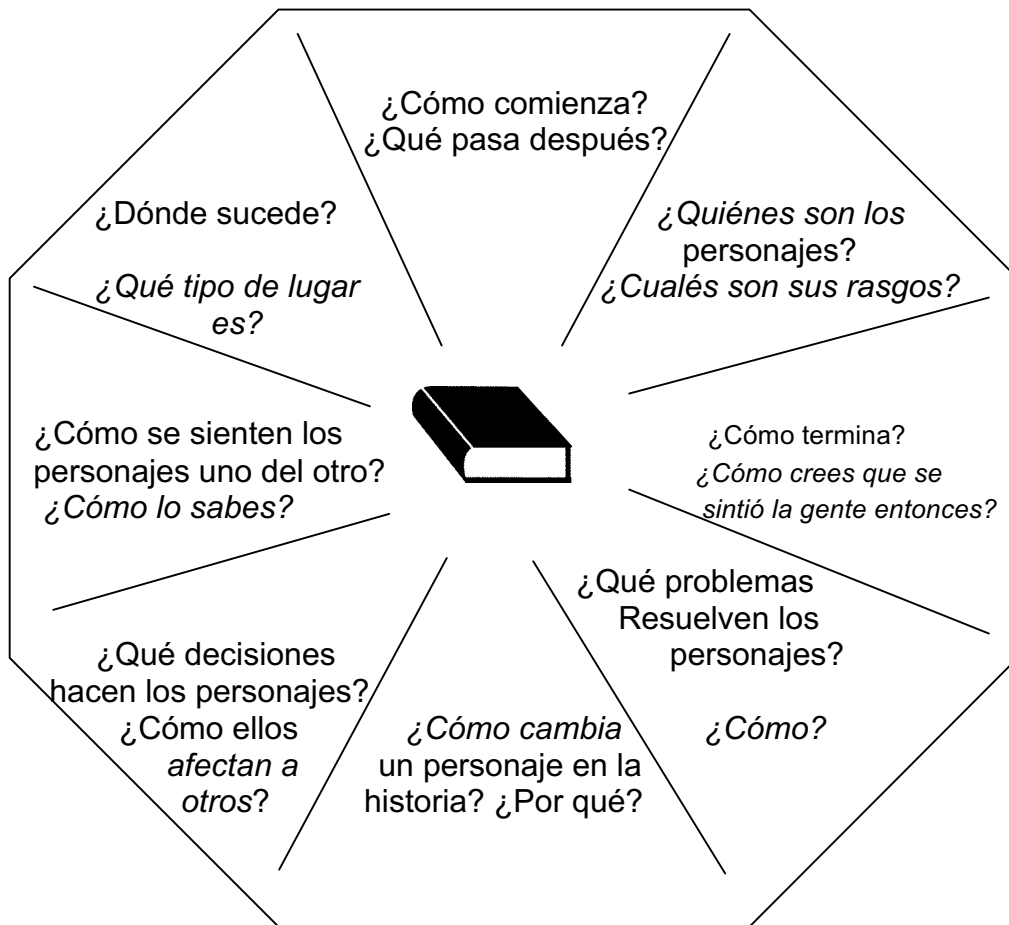 ¿Cómo comienza?
¿Qué pasa después?
¿Quiénes son los
personajes?
¿Cualés son sus rasgos?
¿Cómo termina?
¿Cómo crees que se
sintió la gente entonces?
¿Qué problemas
Resuelven los
personajes?
¿Cómo?
¿Cómo cambia
un personaje en la
historia? ¿Por qué?
¿Qué decisiones
hacen los personajes?
¿Cómo ellos
afectan a
otros?
¿Cómo se sienten los
personajes uno del otro?
¿Cómo lo sabes?
¿Dónde sucede?
¿Qué tipo de lugar
es?